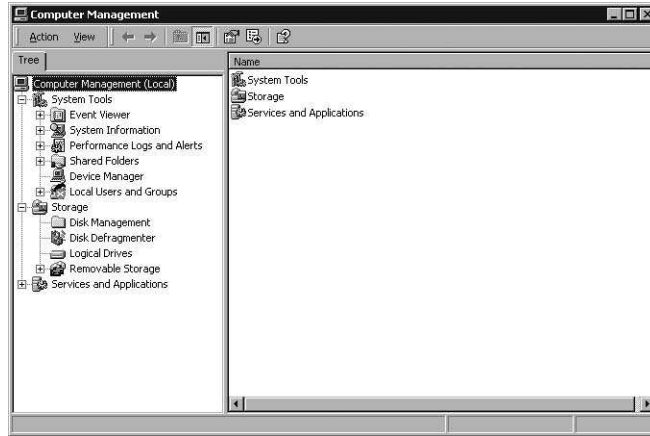 Computer Management
Action View
Tree
Name
Computer Management (Local)
System Tools
Event Viewer
System Information
Performance Logs and Alerts
Shared Folders
Device Manager
Local Users and Groups
Storage
Disk Management
Disk Defragmenter
Logical Drives
Removable Storage
Services and Applications
System Tools
Storage
Services and Applications